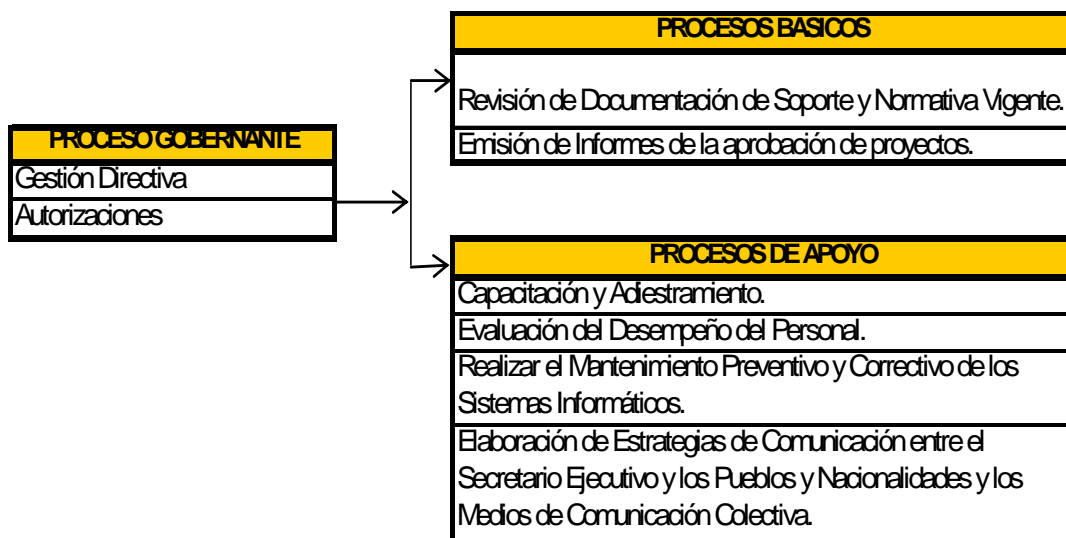 PROCESO GOBERNANTE
Gestión Directiva
Autorizaciones
PROCESOS BASICOS
Revisión de Documentación de Soporte y Normativa Vigente.
Emisión de Informes de la aprobación de proyectos.
PROCESOS DE APOYO
Capacitación y Adiestramiento.
Evaluación del Desempeño del Personal.
Realizar el Mantenimiento Preventivo y Correctivo de los
Sistemas Informáticos.
Elaboración de Estrategias de Comunicación entre el
Secretario Ejecutivo y los Pueblos y Nacionalidades y los
Medios de Comunicación Colectiva.